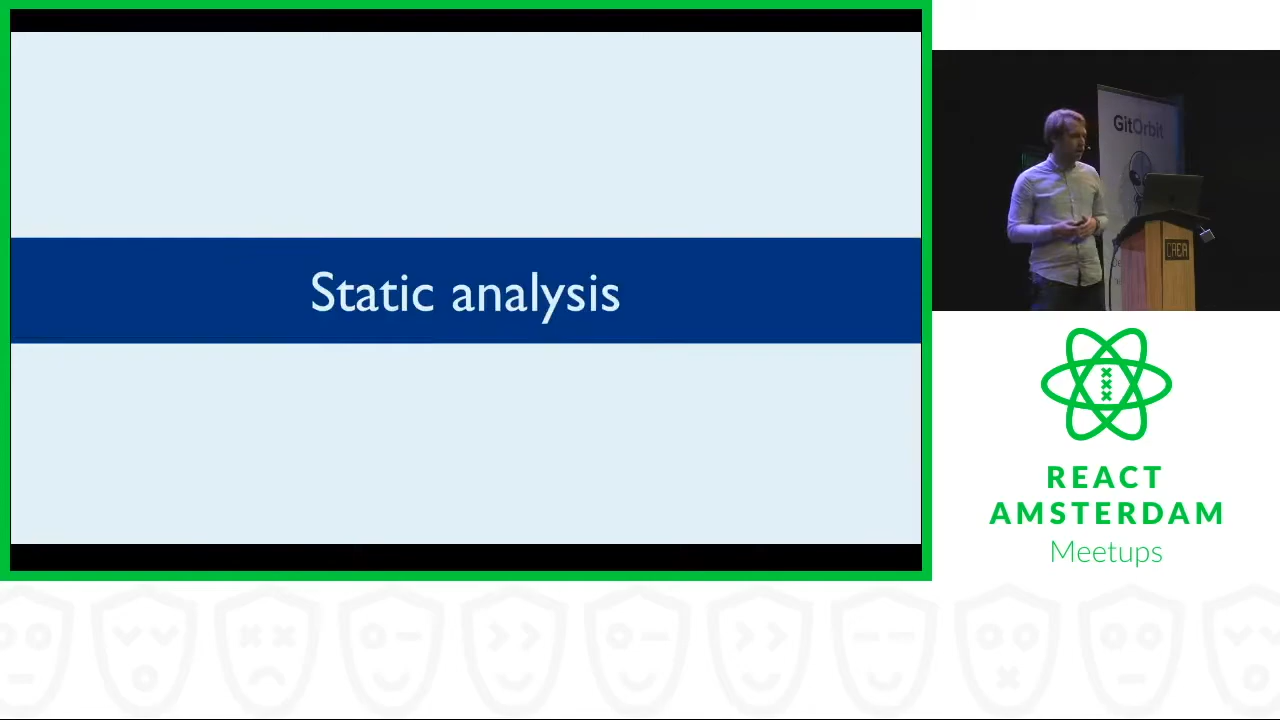 Static analysis
GitOrbit
REACT
AMSTERDAM
Meetups